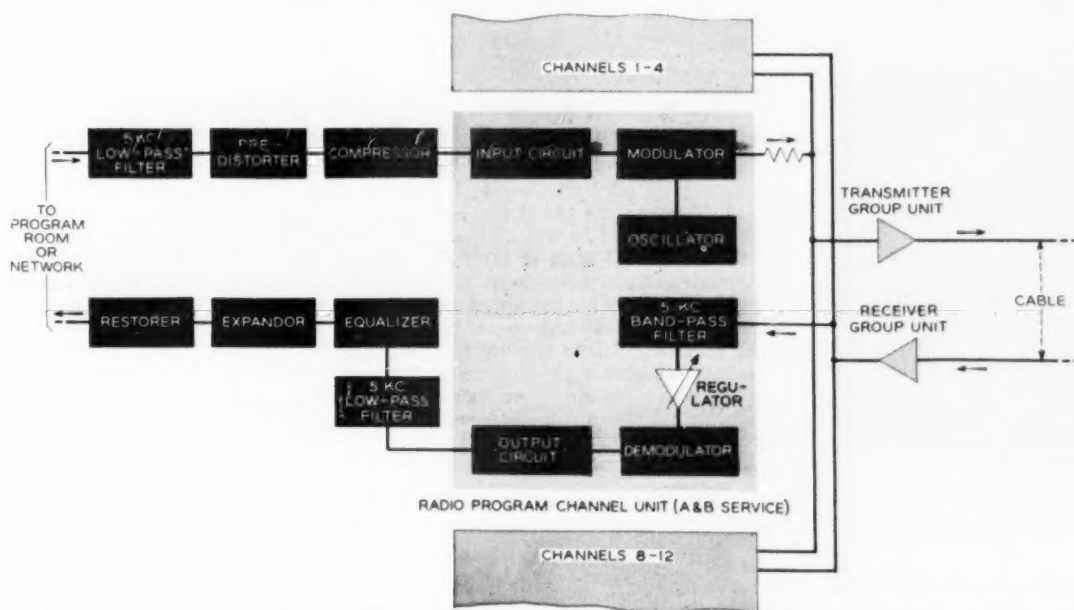 CHANNELS 1-4
5 KC
LOW-PASS
FILTER
PRE-
DISTORTER
COMPRESSOR
INPUT CIRCUIT
MODULATOR
OSCILLATOR
TRANSMITTER
GROUP UNIT
TO
PROGRAM
ROOM
OR
NETWORK
CABLE
RESTORER
EXPANDOR
EQUALIZER
5 KC
BAND-PASS
FILTER
RECEIVER
GROUP UNIT
5 KC
LOW-PASS
FILTER
REGU-
LATOR
OUTPUT
CIRCUIT
DEMODULATOR
RADIO PROGRAM CHANNEL UNIT (A&B SERVICE)
CHANNELS 8-12